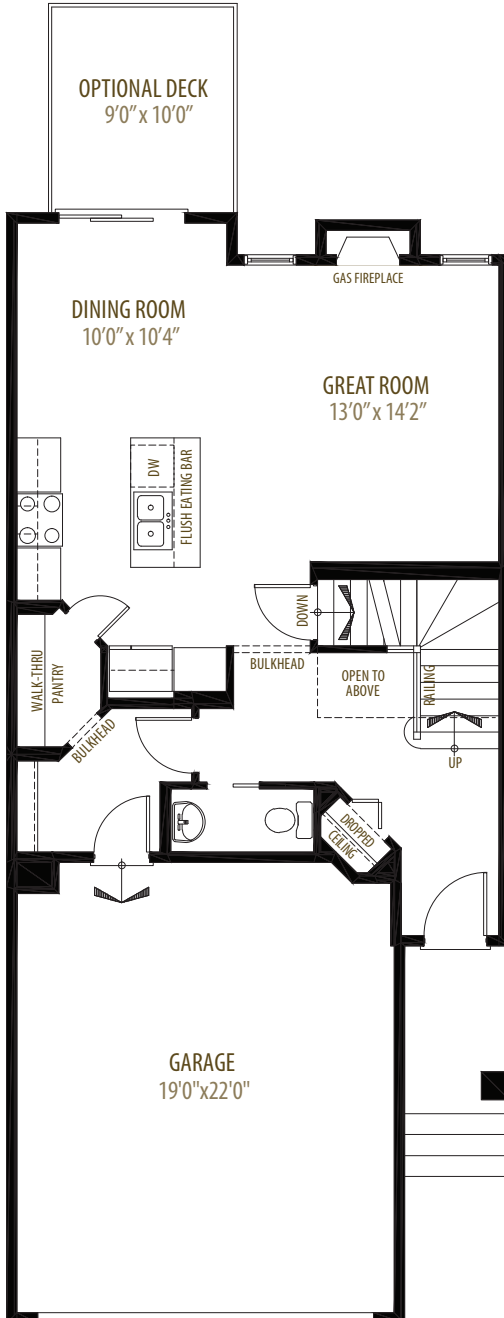 OPTIONAL DECK
9'0" x 10'0"
GAS FIREPLACE
DINING ROOM
10'0" x 10'4"
GREAT ROOM
13'0" x 14'2"
DW
FLUSH EATING BAR
DOWN
WALK-THRU
PANTRY
BULKHEAD
OPEN TO
ABOVE
RAILING
BULKHEAD
UP
DROPPED
CEILING
GARAGE
19'0"x22'0"